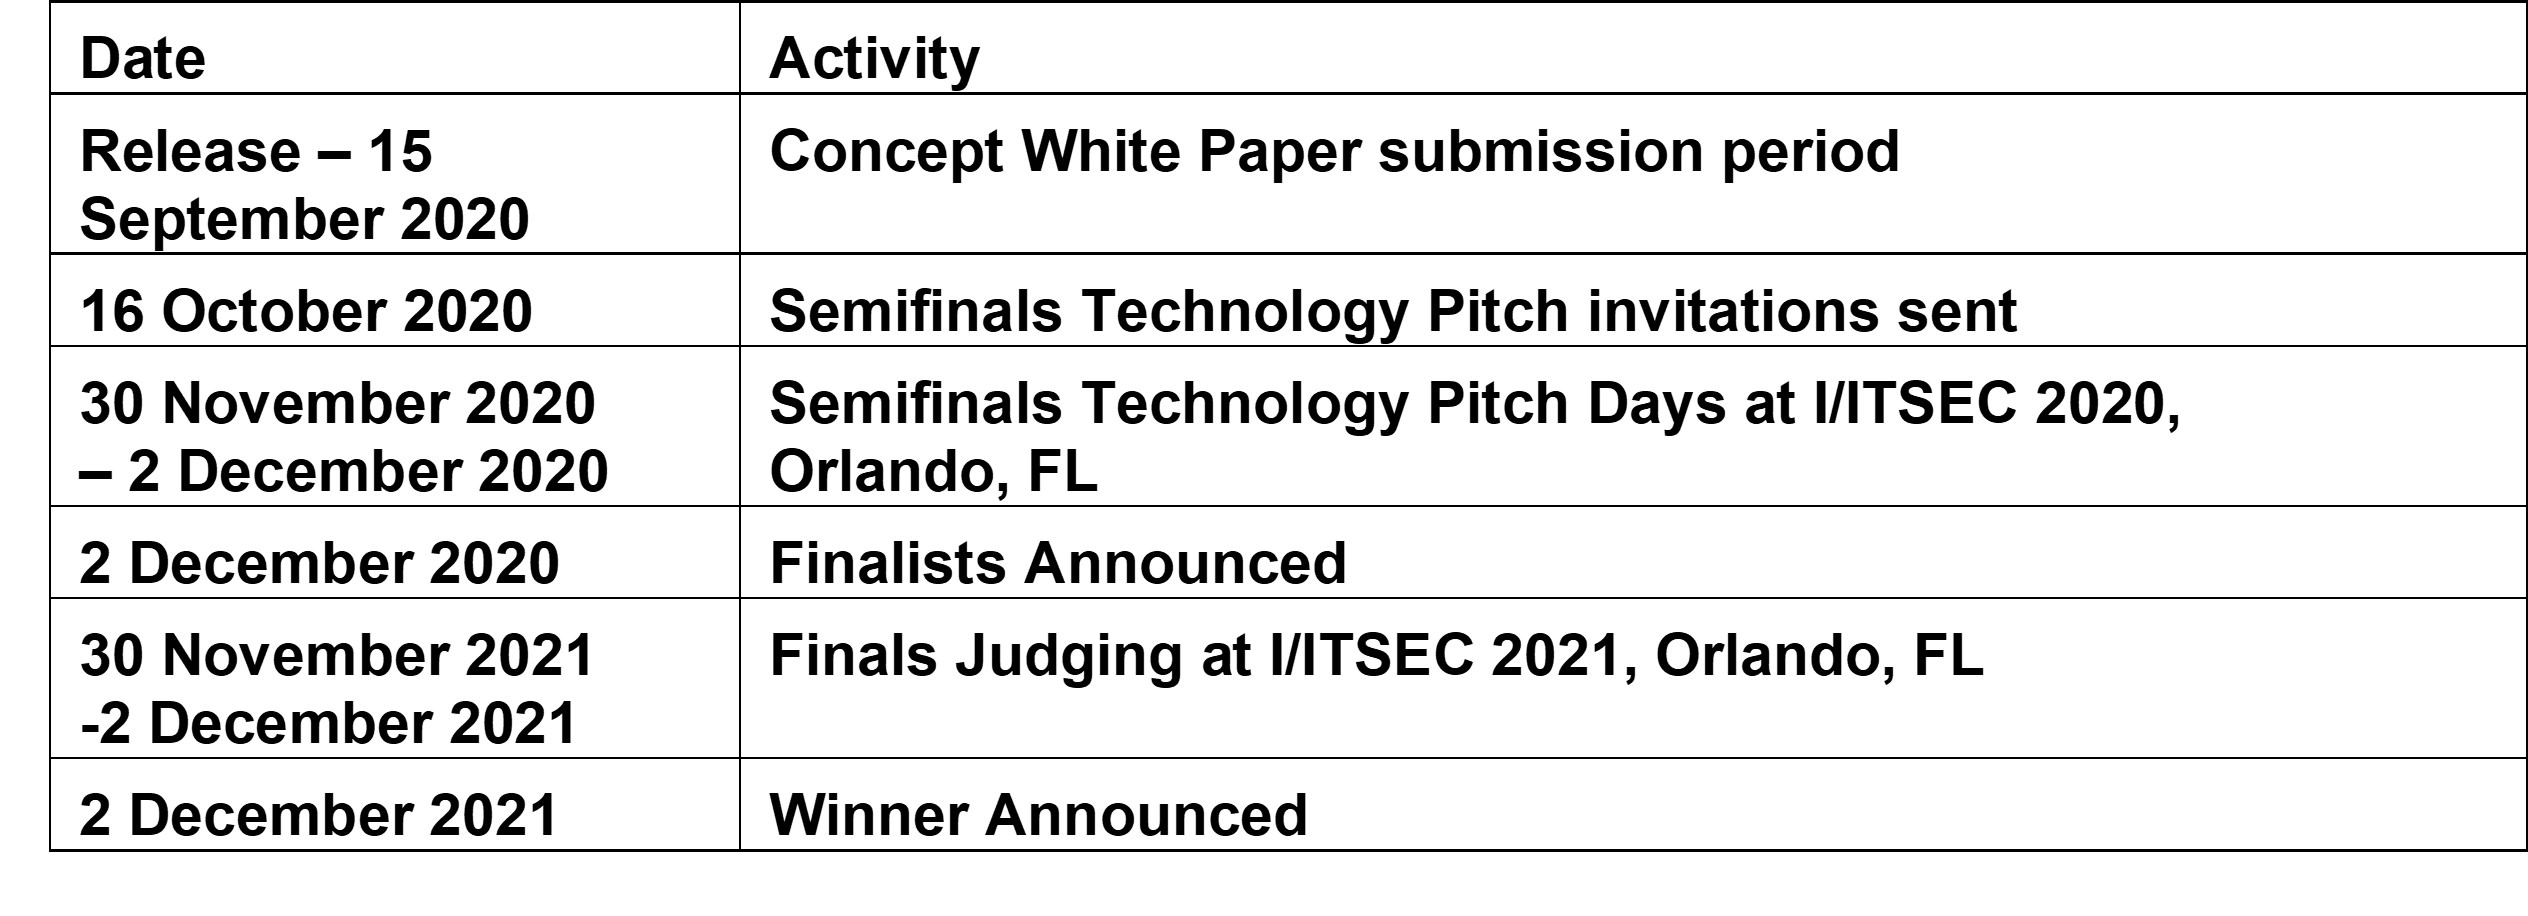 Date
Activity
Release – 15
September 2020
Concept White Paper submission period
16 October 2020
Semifinals Technology Pitch invitations sent
30 November 2020
– 2 December 2020
Semifinals Technology Pitch Days at I/ITSEC 2020,
Orlando, FL
2 December 2020
Finalists Announced
30 November 2021
-2 December 2021
Finals Judging at I/ITSEC 2021, Orlando, FL
2 December 2021
Winner Announced